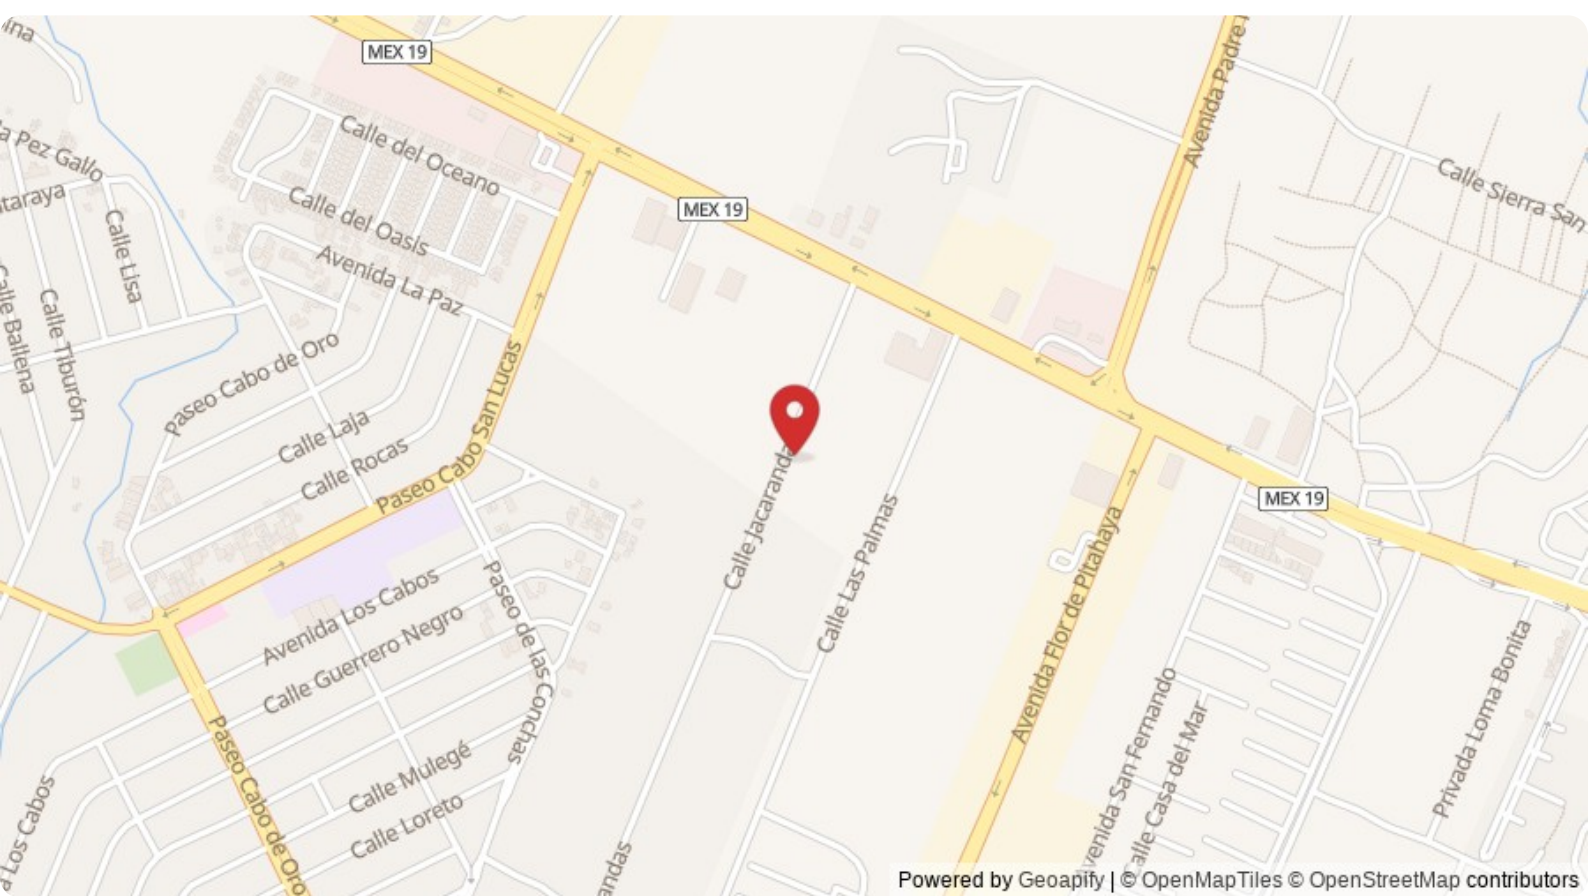 MEX 19
Avenida Padre
a Pez Gallo
Calle del Oceano
Calle Sierra San
Calle del Oasis
MEX 19
Calle Lisa
Avenida La Paz
Calle Ballena
Calle Tiburón
Paseo Cabo de Oro
Calle Laja
Calle Rocas
Paseo Cabo San Lucas
Calle Jacarandas
MEX 19
Calle Las Palmas
Avenida Flor de Pitahaya
Avenida Los Cabos
Calle Guerrero Negro
Paseo de las Conchas
Paseo Cabo de Oro
Calle Mulegé
Calle Loreto
a Los Cabos
andas
Avenida San Fernando
Calle Casa del Mar
Privada Loma Bonita
Powered by Geoapify | © OpenMapTiles © OpenStreetMap contributors